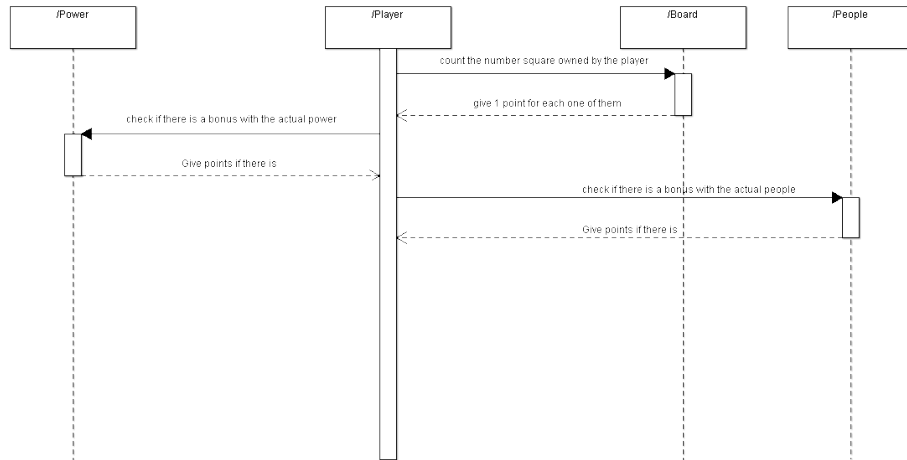 /Power
/Player
/Board
/People
count the number square owned by the player
give 1 point for each one of them
check if there is a bonus with the actual power
Give points if there is
check if there is a bonus with the actual people
Give points if there is